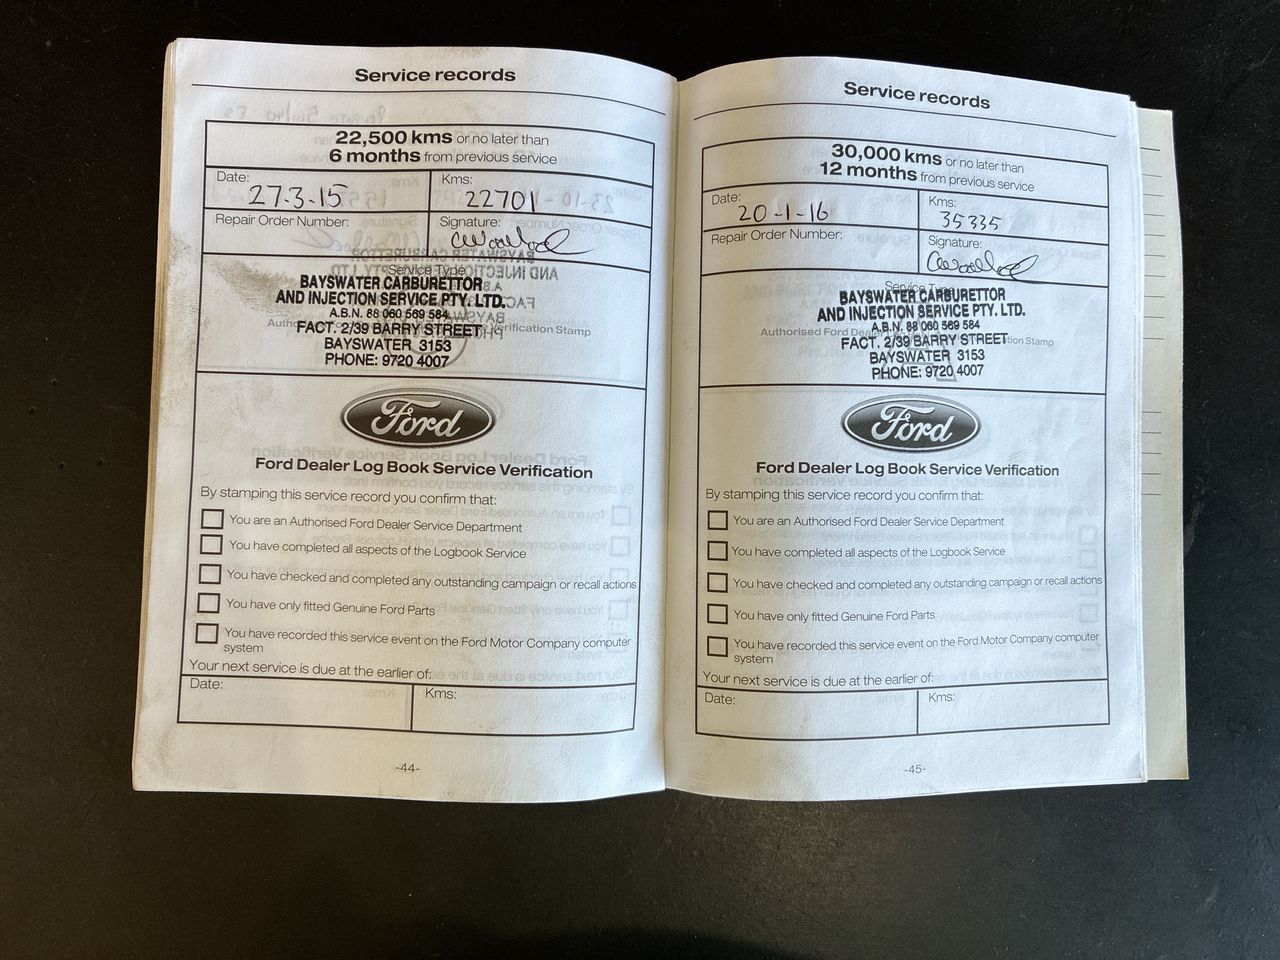 Service records
22,500 kms or no later than
6 months from previous service
Date:
27-3-15
Kms:
22701
Repair Order Number:
Signature:
Service Type
BAYSWATER CARBURETTOR
AND INJECTION SERVICE PTY. LTD.
A.B.N. 88 060 569 584
FACT. 2/39 BARRY STREET
BAYSWATER 3153
PHONE: 9720 4007
Verification Stamp
Ford
Ford Dealer Log Book Service Verification
By stamping this service record you confirm that:
You are an Authorised Ford Dealer Service Department
You have completed all aspects of the Logbook Service
You have checked and completed any outstanding campaign or recall actions
You have only fitted Genuine Ford Parts
You have recorded this service event on the Ford Motor Company computer
system
Your next service is due at the earlier of:
Date:
Kms:
-44-
Service records
30,000 kms or no later than
12 months from previous service
Date:
20-1-16
Kms:
35335
Repair Order Number:
Signature:
Service
BAYSWATER CARBURETTOR
AND INJECTION SERVICE PTY. LTD.
A.B.N. 88 060 569 584
Authorised Ford
FACT. 2/39 BARRY STREET
Stamp
BAYSWATER 3153
PHONE: 9720 4007
Ford
Ford Dealer Log Book Service Verification
By stamping this service record you confirm that:
You are an Authorised Ford Dealer Service Department
You have completed all aspects of the Logbook Service
You have checked and completed any outstanding campaign or recall actions
You have only fitted Genuine Ford Parts
You have recorded this service event on the Ford Motor Company computer
system
Your next service is due at the earlier of:
Date:
Kms:
-45-